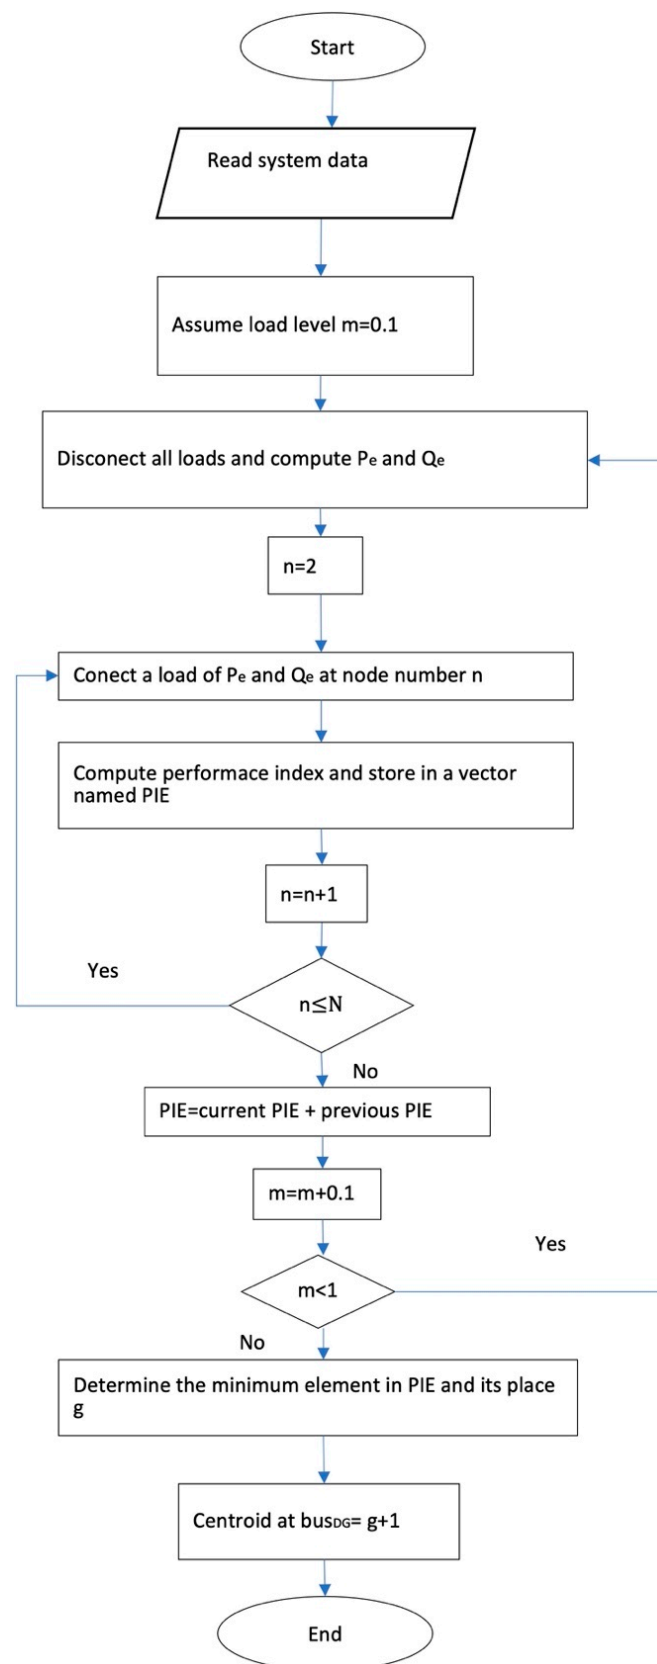 Start
Read system data
Assume load level m=0.1
Disconect all loads and compute Pe and Qe
n=2
Conect a load of Pe and Qe at node number n
Compute performace index and store in a vector
named PIE
n=n+1
Yes
n≤N
No
PIE=current PIE + previous PIE
m=m+0.1
Yes
m<1
No
Determine the minimum element in PIE and its place
g
Centroid at busDG= g+1
End